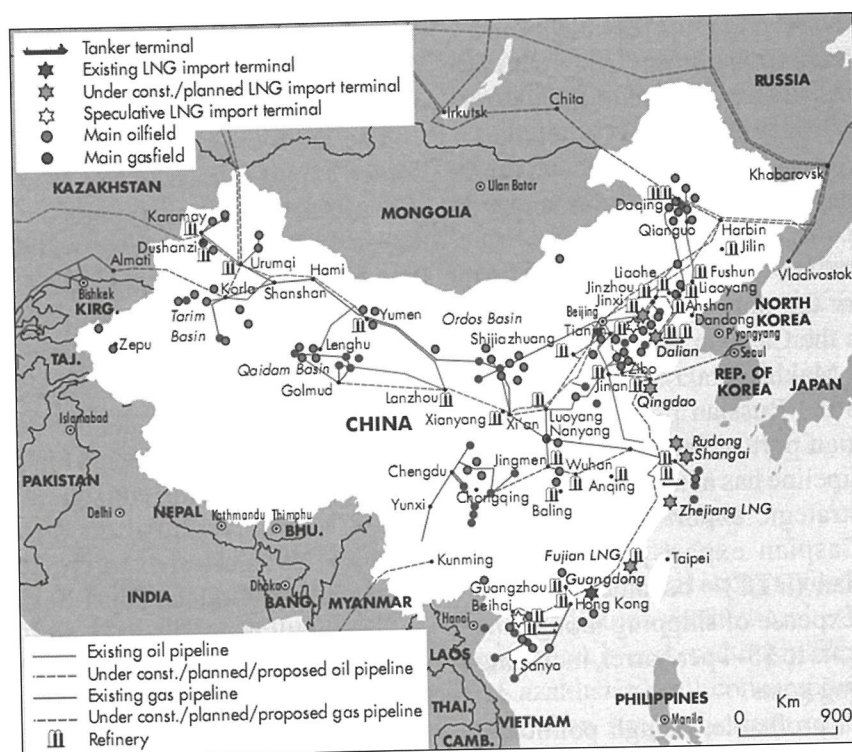 Tanker terminal
Existing LNG import terminal
Under const./planned LNG import terminal
Speculative LNG import terminal
Main oilfield
Main gasfield
RUSSIA
Irkutsk
Chita
Khabarovsk
KAZAKHSTAN
Ulan Bator
MONGOLIA
Karamay
Dushanzi
Urumqi
Almati
Bishkek
KIRG.
Korla
Shanshan
Hami
Tarim
Basin
Yumen
TAJ.
Zepu
Lenghu
Qaidam Basin
Golmud
Lanzhou
Ordos Basin
Shijiazhuang
Daqing
Qianguo
Harbin
Jilin
Vladivostok
Liaohe
Fushun
Jinzhou
Liaoyang
Jinxi
Anshan
Beijing
Dandong
NORTH
KOREA
P'yangyang
Tianjin
Dalian
Seoul
REP. OF
KOREA
JAPAN
Zibo
Jinan
Qingdao
Islamabad
CHINA
Xianyang
Xi'an
Luoyang
Nanyang
Rudong
Shangai
PAKISTAN
Chengdu
Jingmen
Wuhan
Chongqing
Anqing
Baling
Zhejiang LNG
Yunxi
Delhi
NEPAL
Kathmandu
Thimphu
BHU.
Kunming
Fujian LNG
Taipei
INDIA
Dhaka
BANG.
MYANMAR
Guangzhou
Guangdong
Hong Kong
Beihai
Hanoi
LAOS
Sanya
THAI.
VIETNAM
CAMB.
PHILIPPINES
Manila
0 Km 900
Existing oil pipeline
Under const./planned/proposed oil pipeline
Existing gas pipeline
Under const./planned/proposed gas pipeline
Refinery